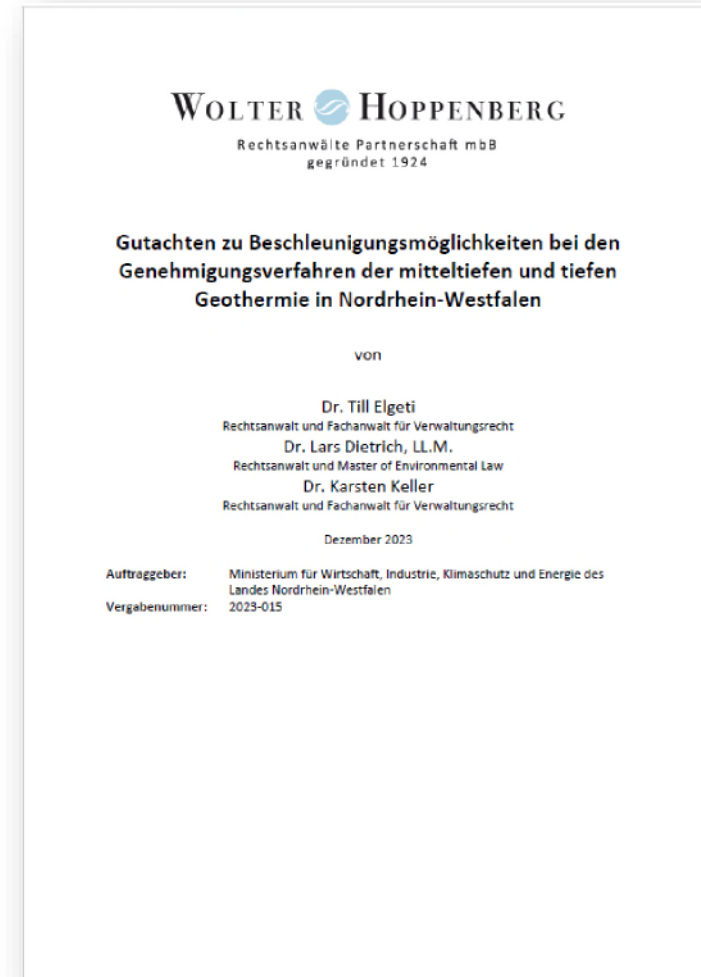 WOLTER HOPPENBERG
Rechtsanwälte Partnerschaft mbB
gegründet 1924
Gutachten zu Beschleunigungsmöglichkeiten bei den
Genehmigungsverfahren der mitteltiefen und tiefen
Geothermie in Nordrhein-Westfalen
von
Dr. Till Elgeti
Rechtsanwalt und Fachanwalt für Verwaltungsrecht
Dr. Lars Dietrich, LL.M.
Rechtsanwalt und Master of Environmental Law
Dr. Karsten Keller
Rechtsanwalt und Fachanwalt für Verwaltungsrecht
Dezember 2023
Auftraggeber: Ministerium für Wirtschaft, Industrie, Klimaschutz und Energie des
Landes Nordrhein-Westfalen
Vergabenummer: 2023-015